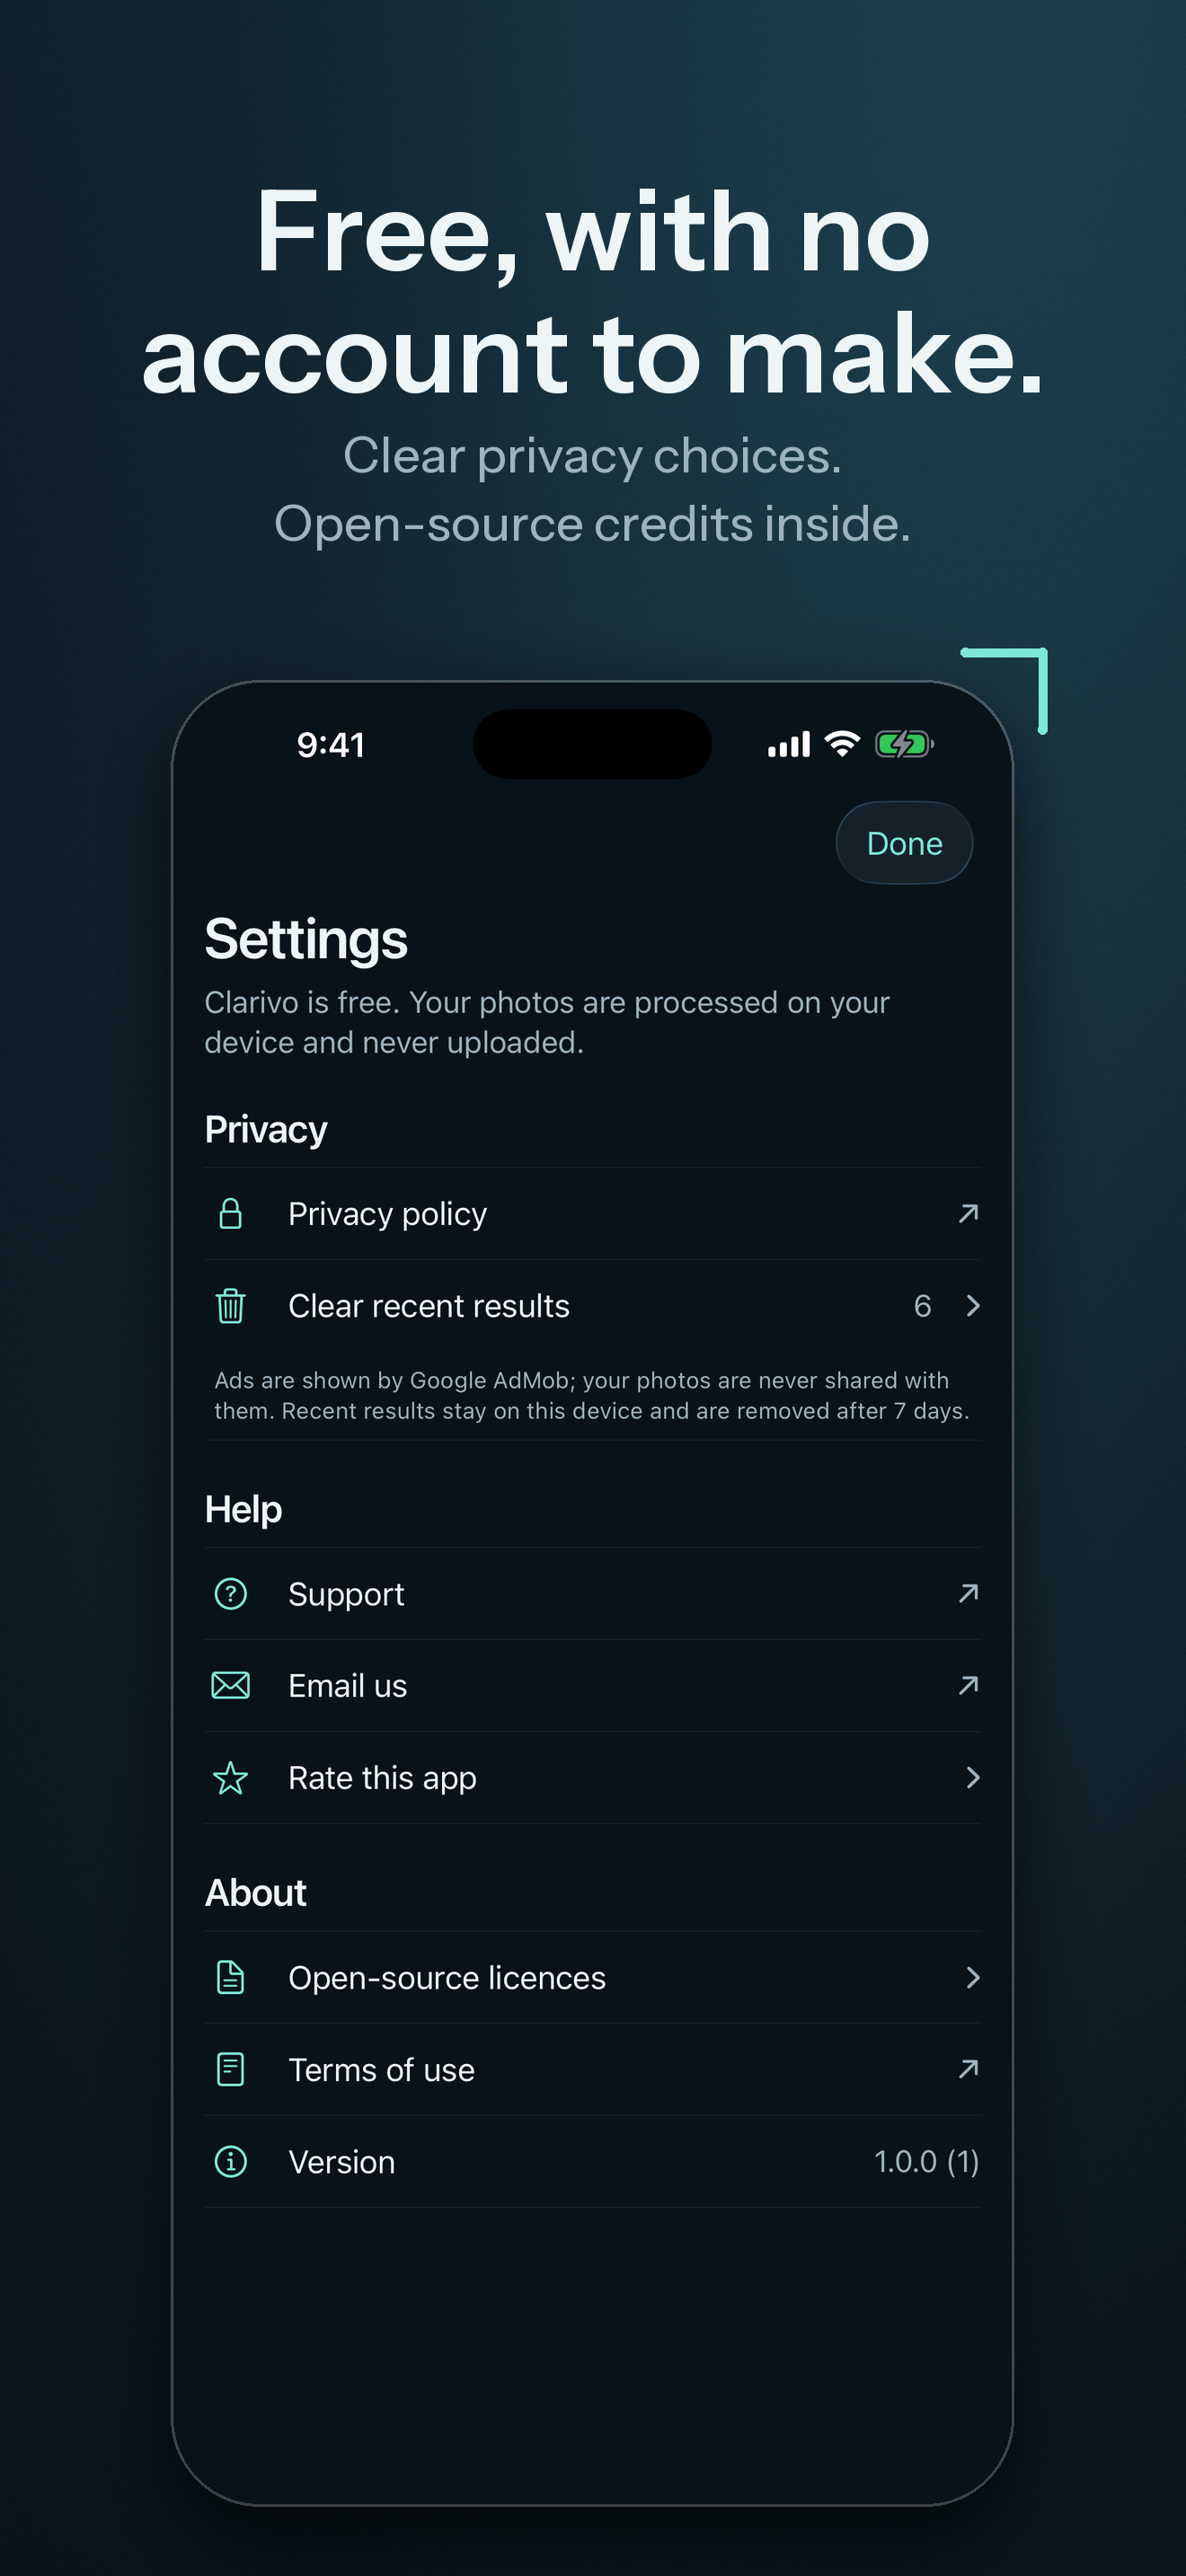 Free, with no
account to make.
Clear privacy choices.
Open-source credits inside.
9:41
Done
Settings
Clarivo is free. Your photos are processed on your
device and never uploaded.
Privacy
Privacy policy
Clear recent results 6
Ads are shown by Google AdMob; your photos are never shared with
them. Recent results stay on this device and are removed after 7 days.
Help
Support
Email us
Rate this app
About
Open-source licences
Terms of use
Version 1.0.0 (1)